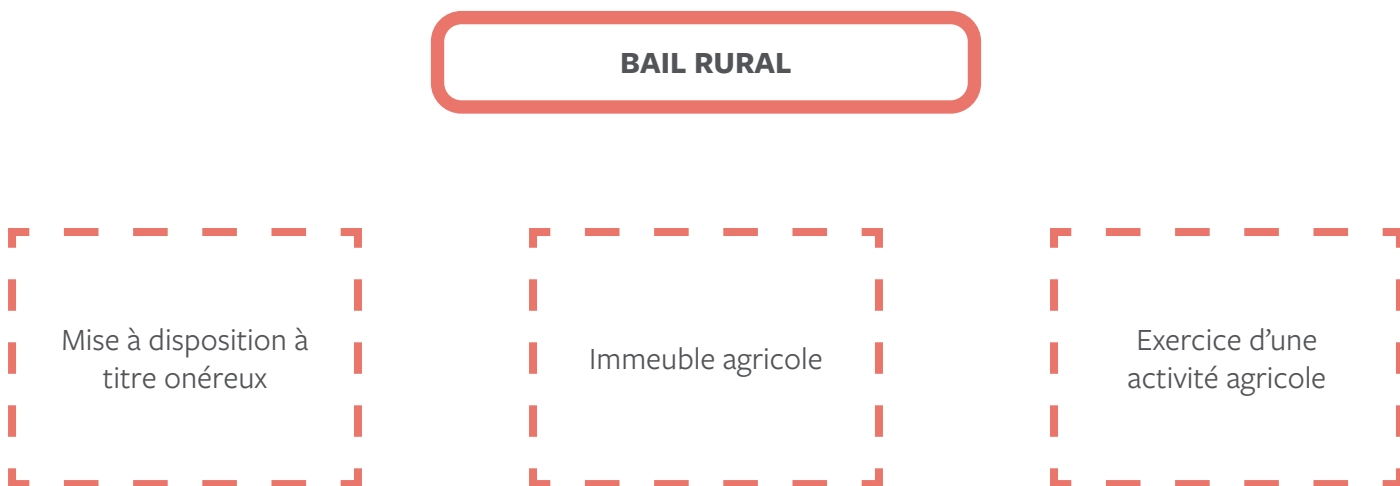 BAIL RURAL
Mise à disposition à
titre onéreux
Immeuble agricole
Exercice d’une
activité agricole